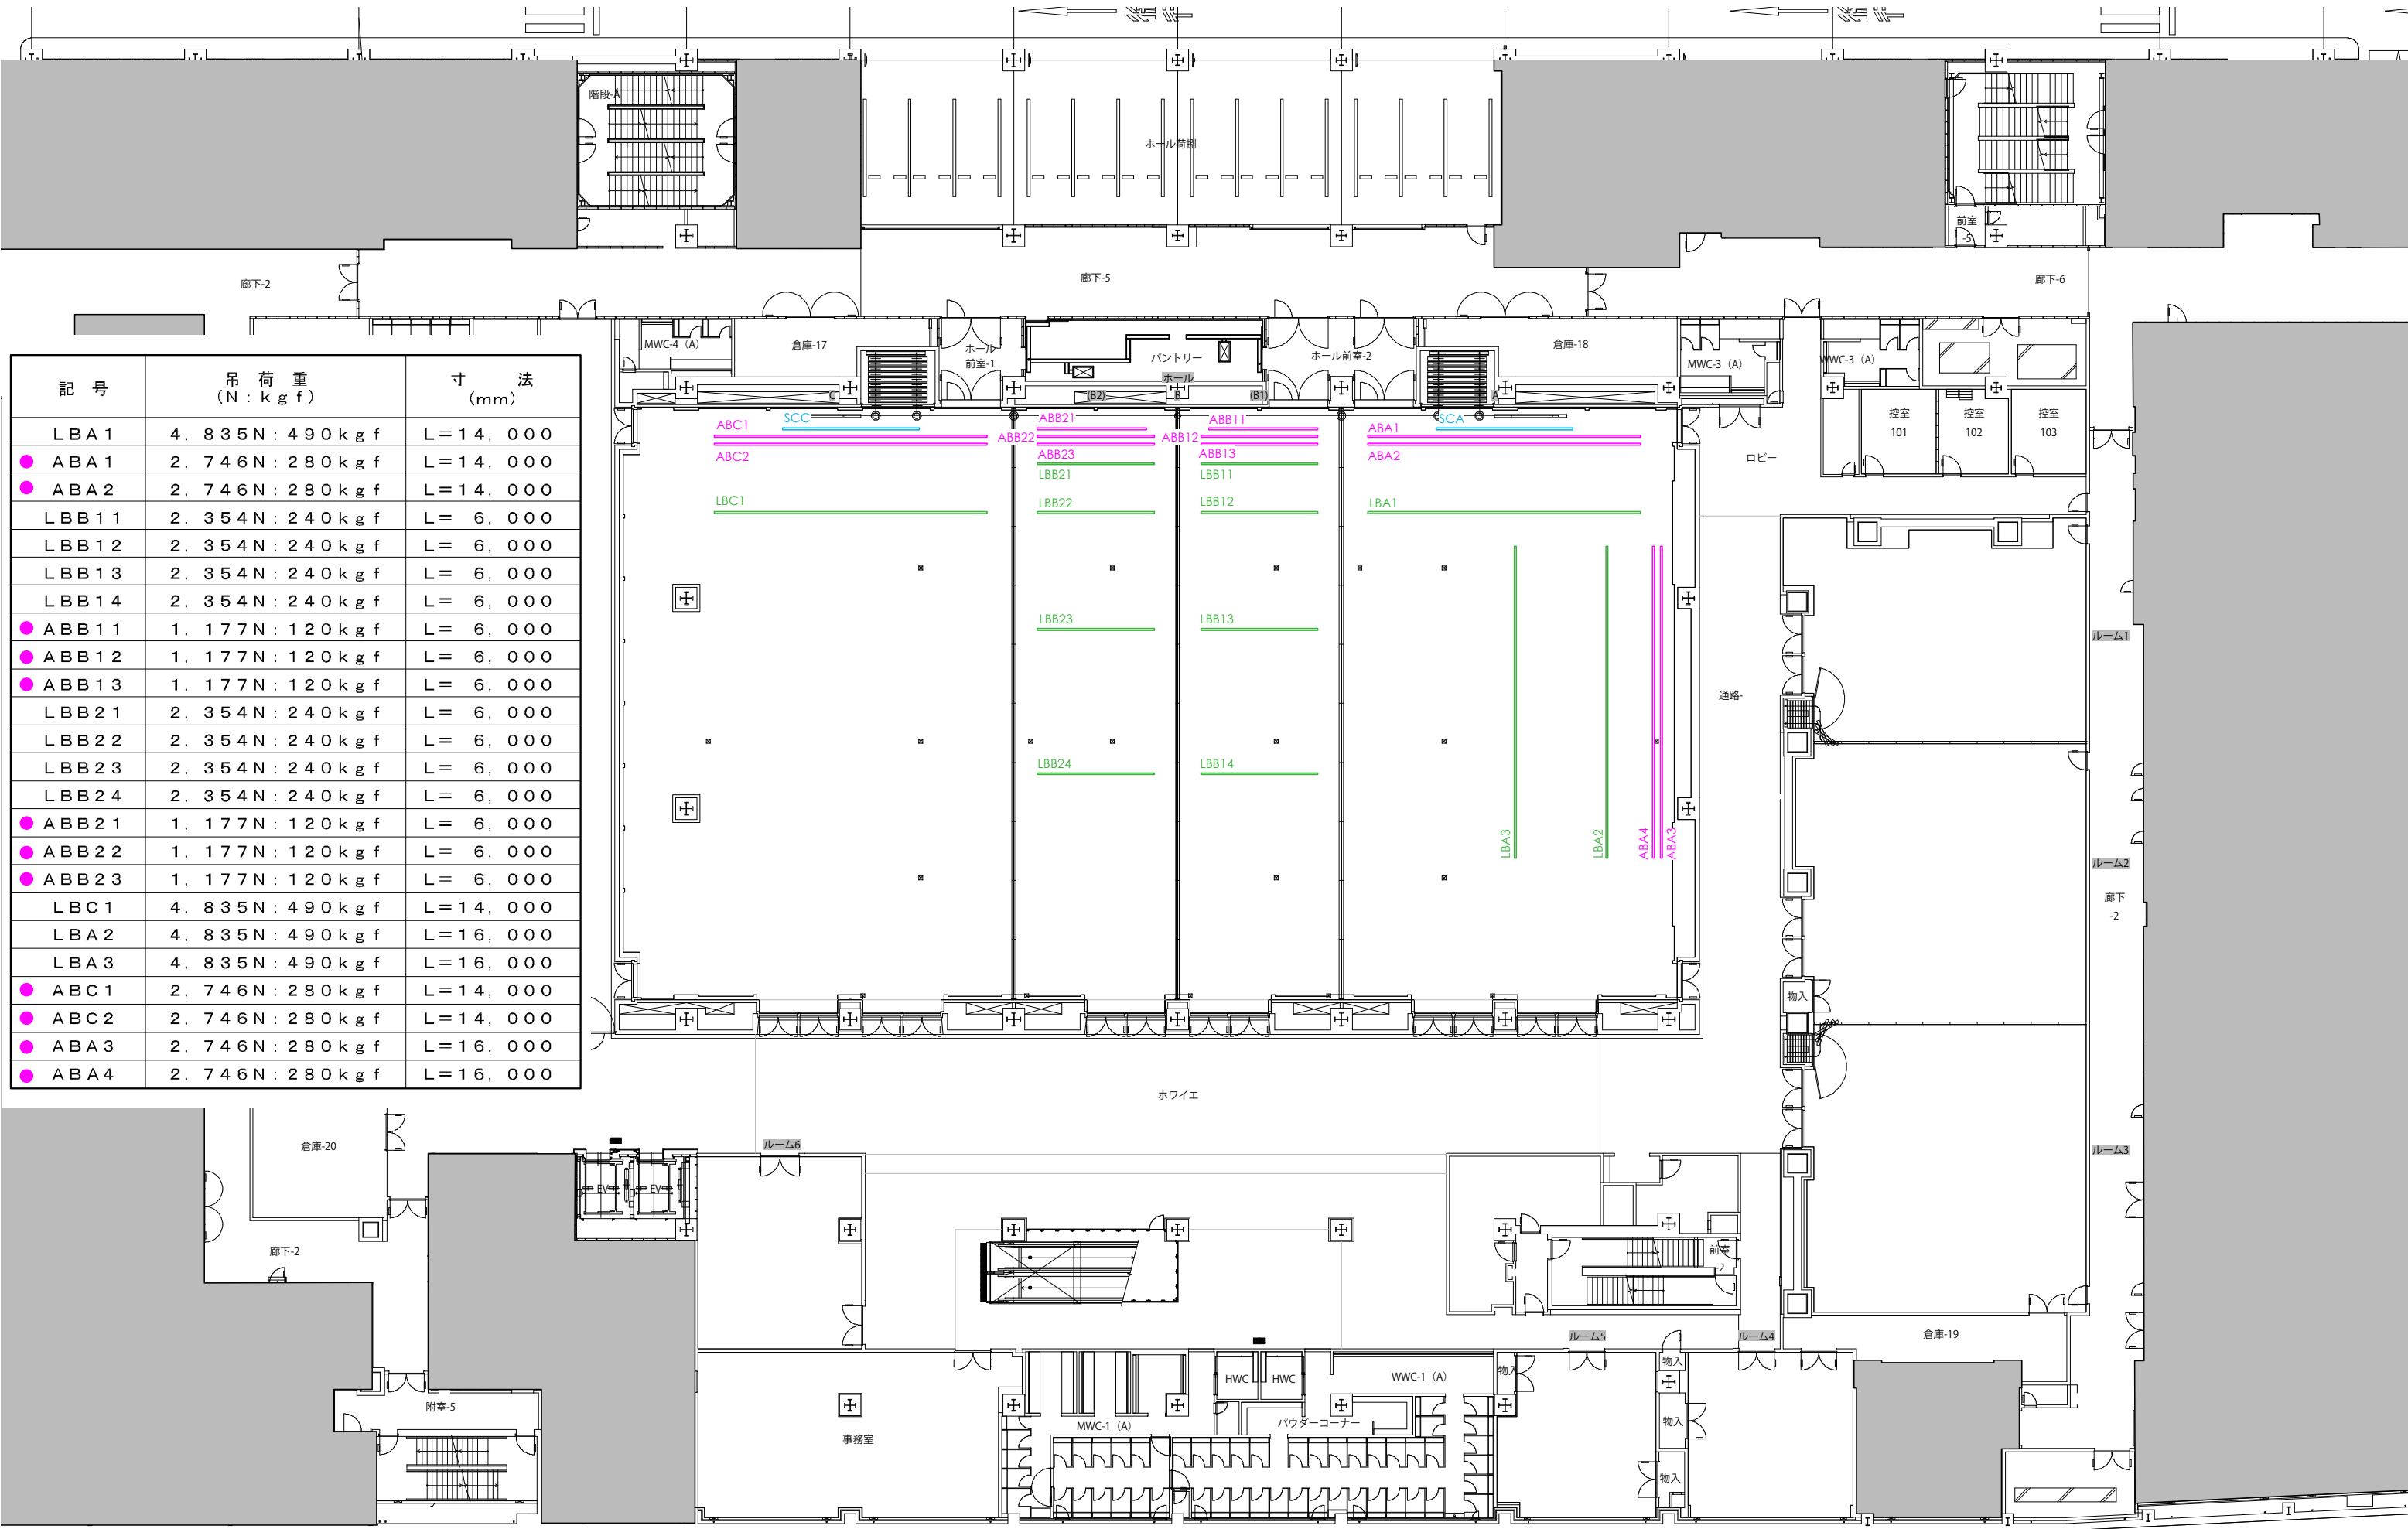 階段-A
ホール荷捌
前室
-5
廊下-2
廊下-5
廊下-6
MWC-4（A）
倉庫-17
ホール
前室-1
パントリー
ホール
ホール前室-2
倉庫-18
MWC-3（A）
WWC-3（A）
C
(B2)
B
(B1)
A
控室
101
控室
102
控室
103
ロビー
記号 吊荷重 寸法
（N：kgf） （mm）
LBA1 4，835N：490kgf L＝14，000
ABA1 2，746N：280kgf L＝14，000
ABA2 2，746N：280kgf L＝14，000
LBB11 2，354N：240kgf L＝ 6，000
LBB12 2，354N：240kgf L＝ 6，000
LBB13 2，354N：240kgf L＝ 6，000
LBB14 2，354N：240kgf L＝ 6，000
ABB11 1，177N：120kgf L＝ 6，000
ABB12 1，177N：120kgf L＝ 6，000
ABB13 1，177N：120kgf L＝ 6，000
LBB21 2，354N：240kgf L＝ 6，000
LBB22 2，354N：240kgf L＝ 6，000
LBB23 2，354N：240kgf L＝ 6，000
LBB24 2，354N：240kgf L＝ 6，000
ABB21 1，177N：120kgf L＝ 6，000
ABB22 1，177N：120kgf L＝ 6，000
ABB23 1，177N：120kgf L＝ 6，000
LBC1 4，835N：490kgf L＝14，000
LBA2 4，835N：490kgf L＝16，000
LBA3 4，835N：490kgf L＝16，000
ABC1 2，746N：280kgf L＝14，000
ABC2 2，746N：280kgf L＝14，000
ABA3 2，746N：280kgf L＝16，000
ABA4 2，746N：280kgf L＝16，000
SCC
ABC1
ABC2
ABB21
ABB22
ABB23
ABB11
ABB12
ABB13
SCA
ABA1
ABA2
LBB21
LBB11
LBC1
LBB22
LBB12
LBA1
LBB23
LBB13
LBB24
LBB14
LBA3
LBA2
ABA4
ABA3
通路-
ルーム1
ルーム2
廊下
-2
物入
ルーム3
ホワイエ
倉庫-20
ルーム6
EV
EV
廊下-2
前室
-2
ルーム5
ルーム4
倉庫-19
附室-5
事務室
MWC-1（A）
HWC
HWC
WWC-1（A）
パウダーコーナー
物入
物入
物入
物入